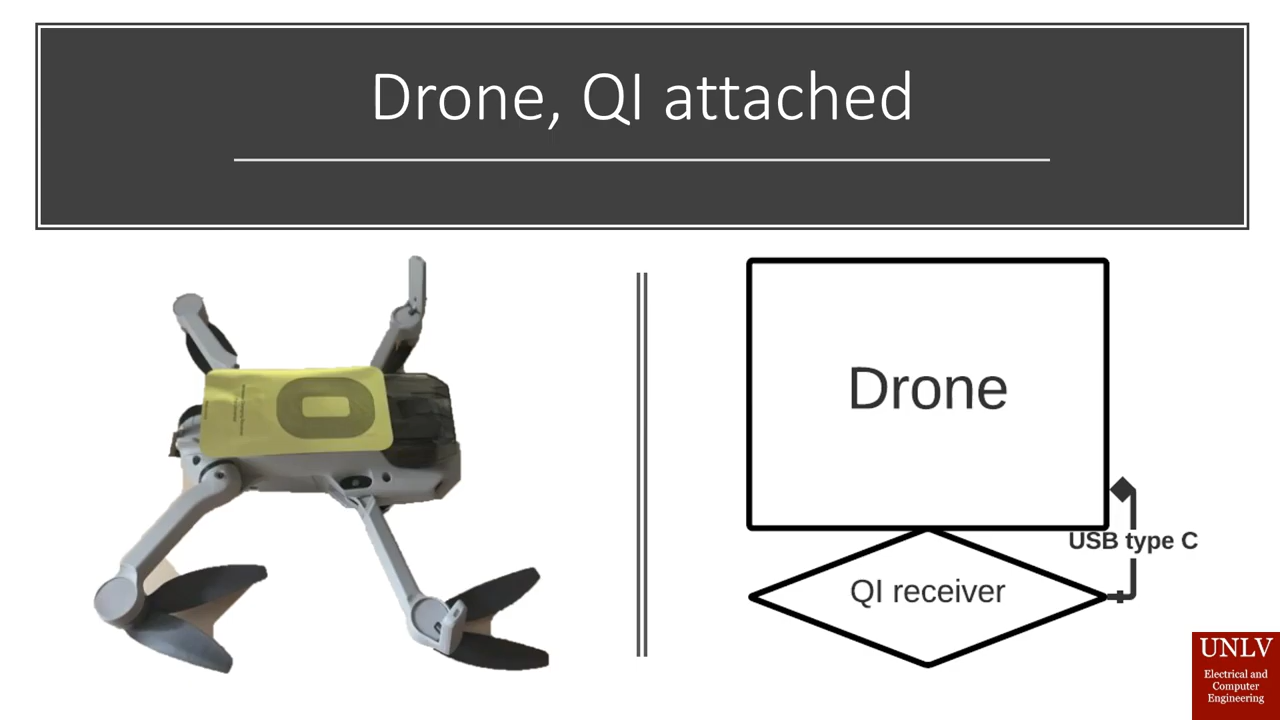 Drone, QI attached
Drone
USB type C
QI receiver
UNLV
Electrical and
Computer
Engineering